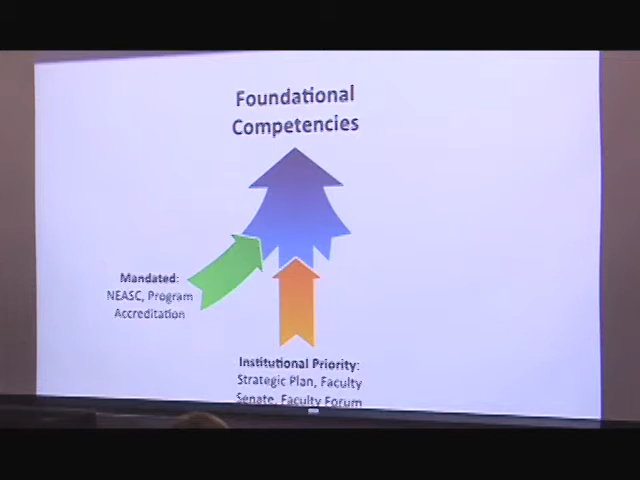 Foundational
Competencies
Mandated:
NEASC, Program
Accreditation
Institutional Priority:
Strategic Plan, Faculty
Senate, Faculty Forum